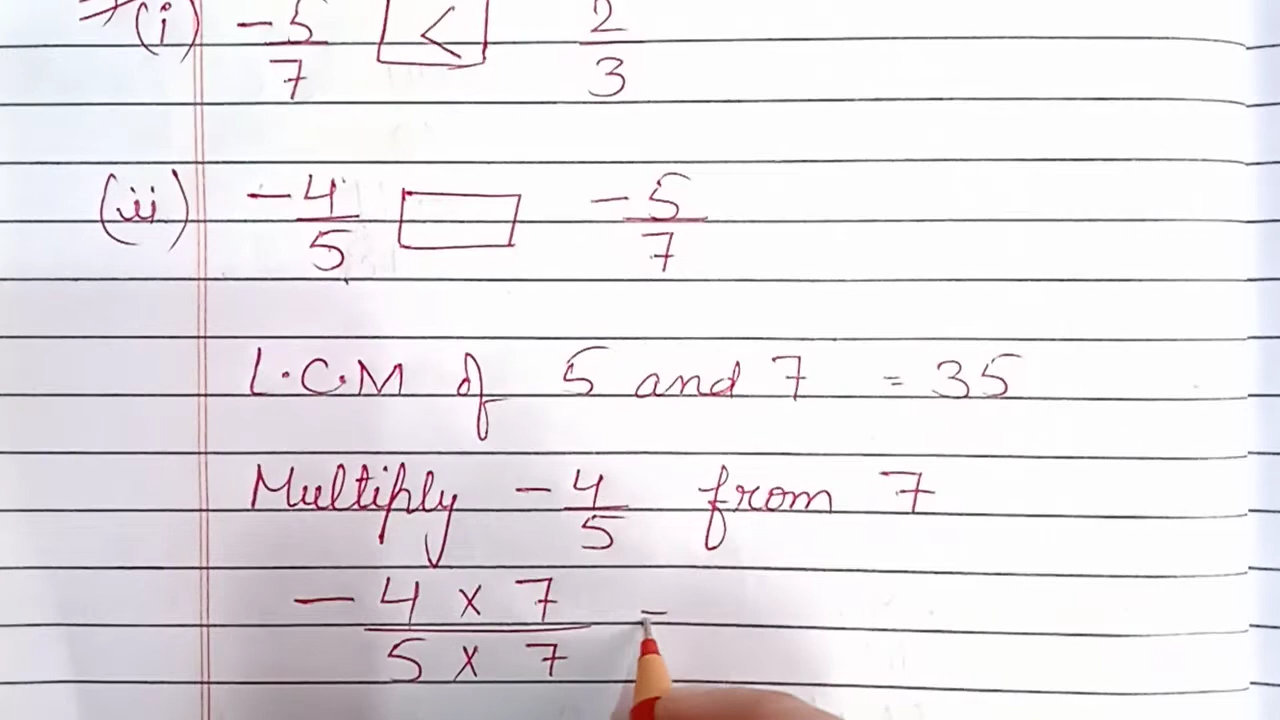 (i) -5/7 < 2/3
(ii) -4/5 □ -5/7
L.C.M of 5 and 7 = 35
Multiply -4/5 from 7
-4 × 7 / 5 × 7 =